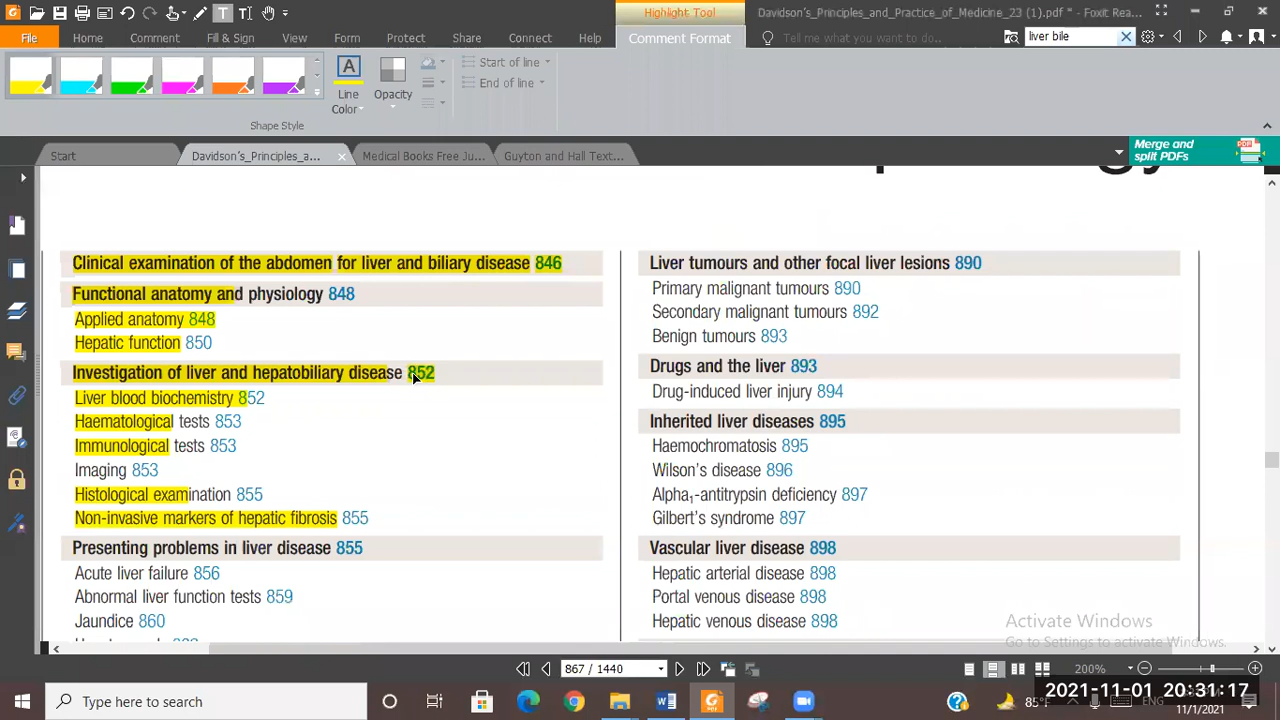 Highlight Tool
Davidson's_Principles_and_Practice_of_Medicine_23 (1).pdf * - Foxit Rea...
File
Home
Comment
Fill & Sign
View
Form
Protect
Share
Connect
Help
Comment Format
Tell me what you want to do..
liver bile
Line Color
Opacity
Start of line
End of line
Shape Style
Start
Davidson's_Principles_a...
Medical Books Free Ju...
Guyton and Hall Text...
Merge and split PDFs
Clinical examination of the abdomen for liver and biliary disease 846
Functional anatomy and physiology 848
Applied anatomy 848
Hepatic function 850
Investigation of liver and hepatobiliary disease 852
Liver blood biochemistry 852
Haematological tests 853
Immunological tests 853
Imaging 853
Histological examination 855
Non-invasive markers of hepatic fibrosis 855
Presenting problems in liver disease 855
Acute liver failure 856
Abnormal liver function tests 859
Jaundice 860
Liver tumours and other focal liver lesions 890
Primary malignant tumours 890
Secondary malignant tumours 892
Benign tumours 893
Drugs and the liver 893
Drug-induced liver injury 894
Inherited liver diseases 895
Haemochromatosis 895
Wilson's disease 896
Alpha₁-antitrypsin deficiency 897
Gilbert's syndrome 897
Vascular liver disease 898
Hepatic arterial disease 898
Portal venous disease 898
Hepatic venous disease 898
Activate Windows
Go to Settings to activate Windows.
867 / 1440
200%
Type here to search
85°
ENG
2021-11-01 20:31:17
11/1/2021